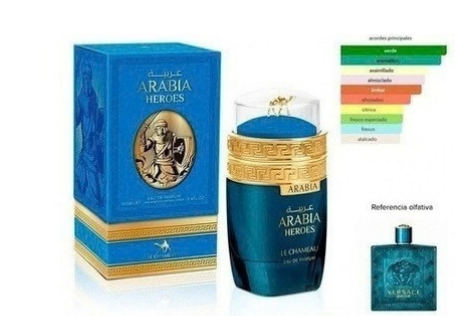 عربية
ARABIA
HEROES
EAU DE PARFUM
LE CHAMEAU
ARABIA
عربية
ARABIA
HEROES
LE CHAMEAU
EAU DE PARFUM
acordes principales
verde
aromático
avainillado
almizclado
ámbar
afrutados
cítrico
fresco especiado
fresco
atalcado
Referencia olfativa
VERSACE